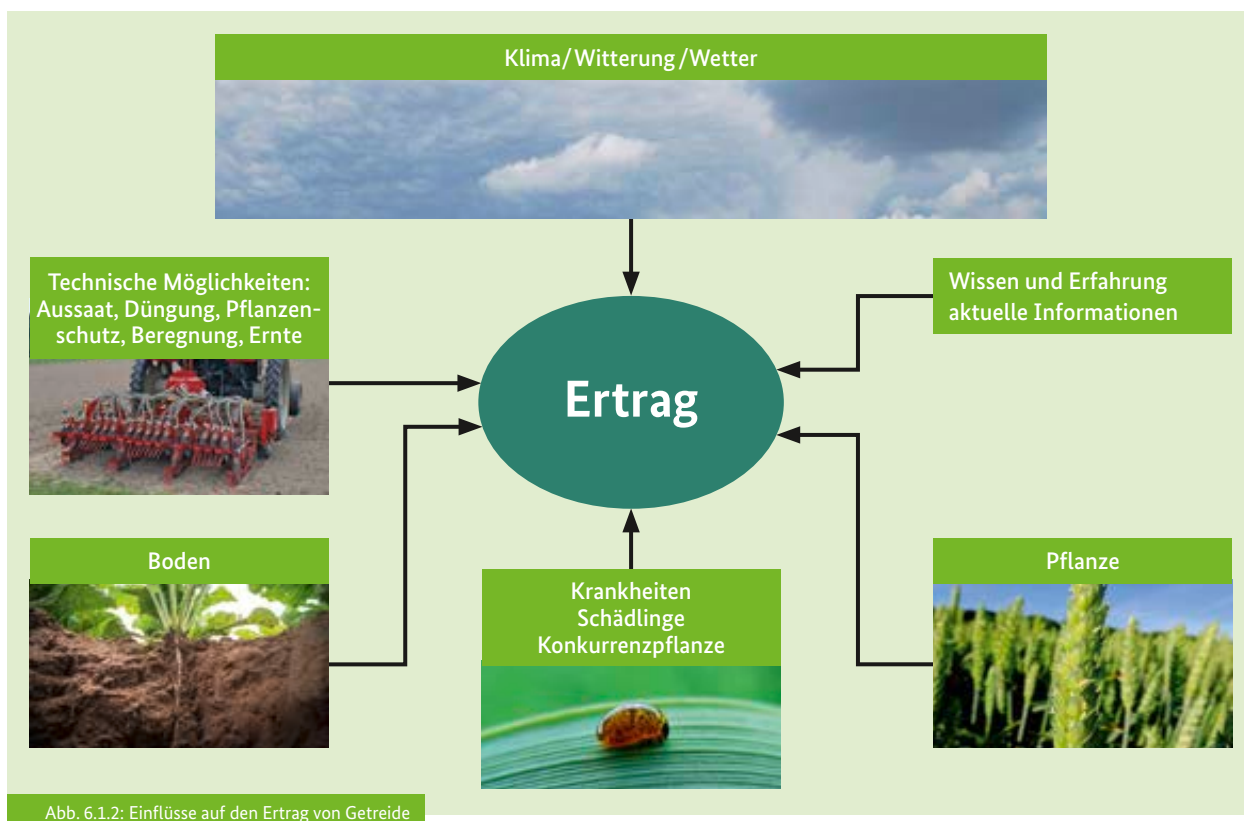 Klima/Witterung/Wetter
Technische Möglichkeiten:
Aussaat, Düngung, Pflanzen-
schutz, Beregnung, Ernte
Wissen und Erfahrung
aktuelle Informationen
Ertrag
Boden
Krankheiten
Schädlinge
Konkurrenzpflanze
Pflanze
Abb. 6.1.2: Einflüsse auf den Ertrag von Getreide